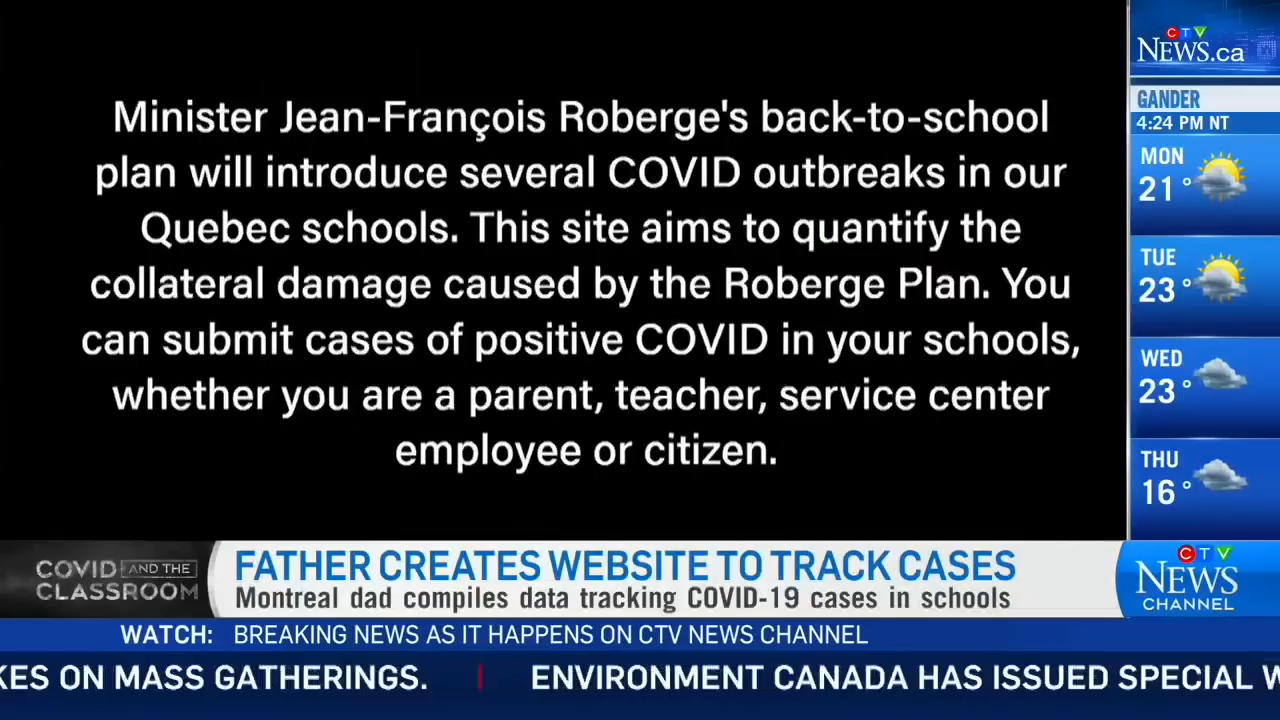 Minister Jean-François Roberge's back-to-school
plan will introduce several COVID outbreaks in our
Quebec schools. This site aims to quantify the
collateral damage caused by the Roberge Plan. You
can submit cases of positive COVID in your schools,
whether you are a parent, teacher, service center
employee or citizen.
CTV
NEWS.ca
GANDER
4:24 PM NT
MON
21°
TUE
23°
WED
23°
THU
16°
COVID AND THE
CLASSROOM
FATHER CREATES WEBSITE TO TRACK CASES
Montreal dad compiles data tracking COVID-19 cases in schools
CTV
NEWS
CHANNEL
WATCH: BREAKING NEWS AS IT HAPPENS ON CTV NEWS CHANNEL
KES ON MASS GATHERINGS. | ENVIRONMENT CANADA HAS ISSUED SPECIAL W